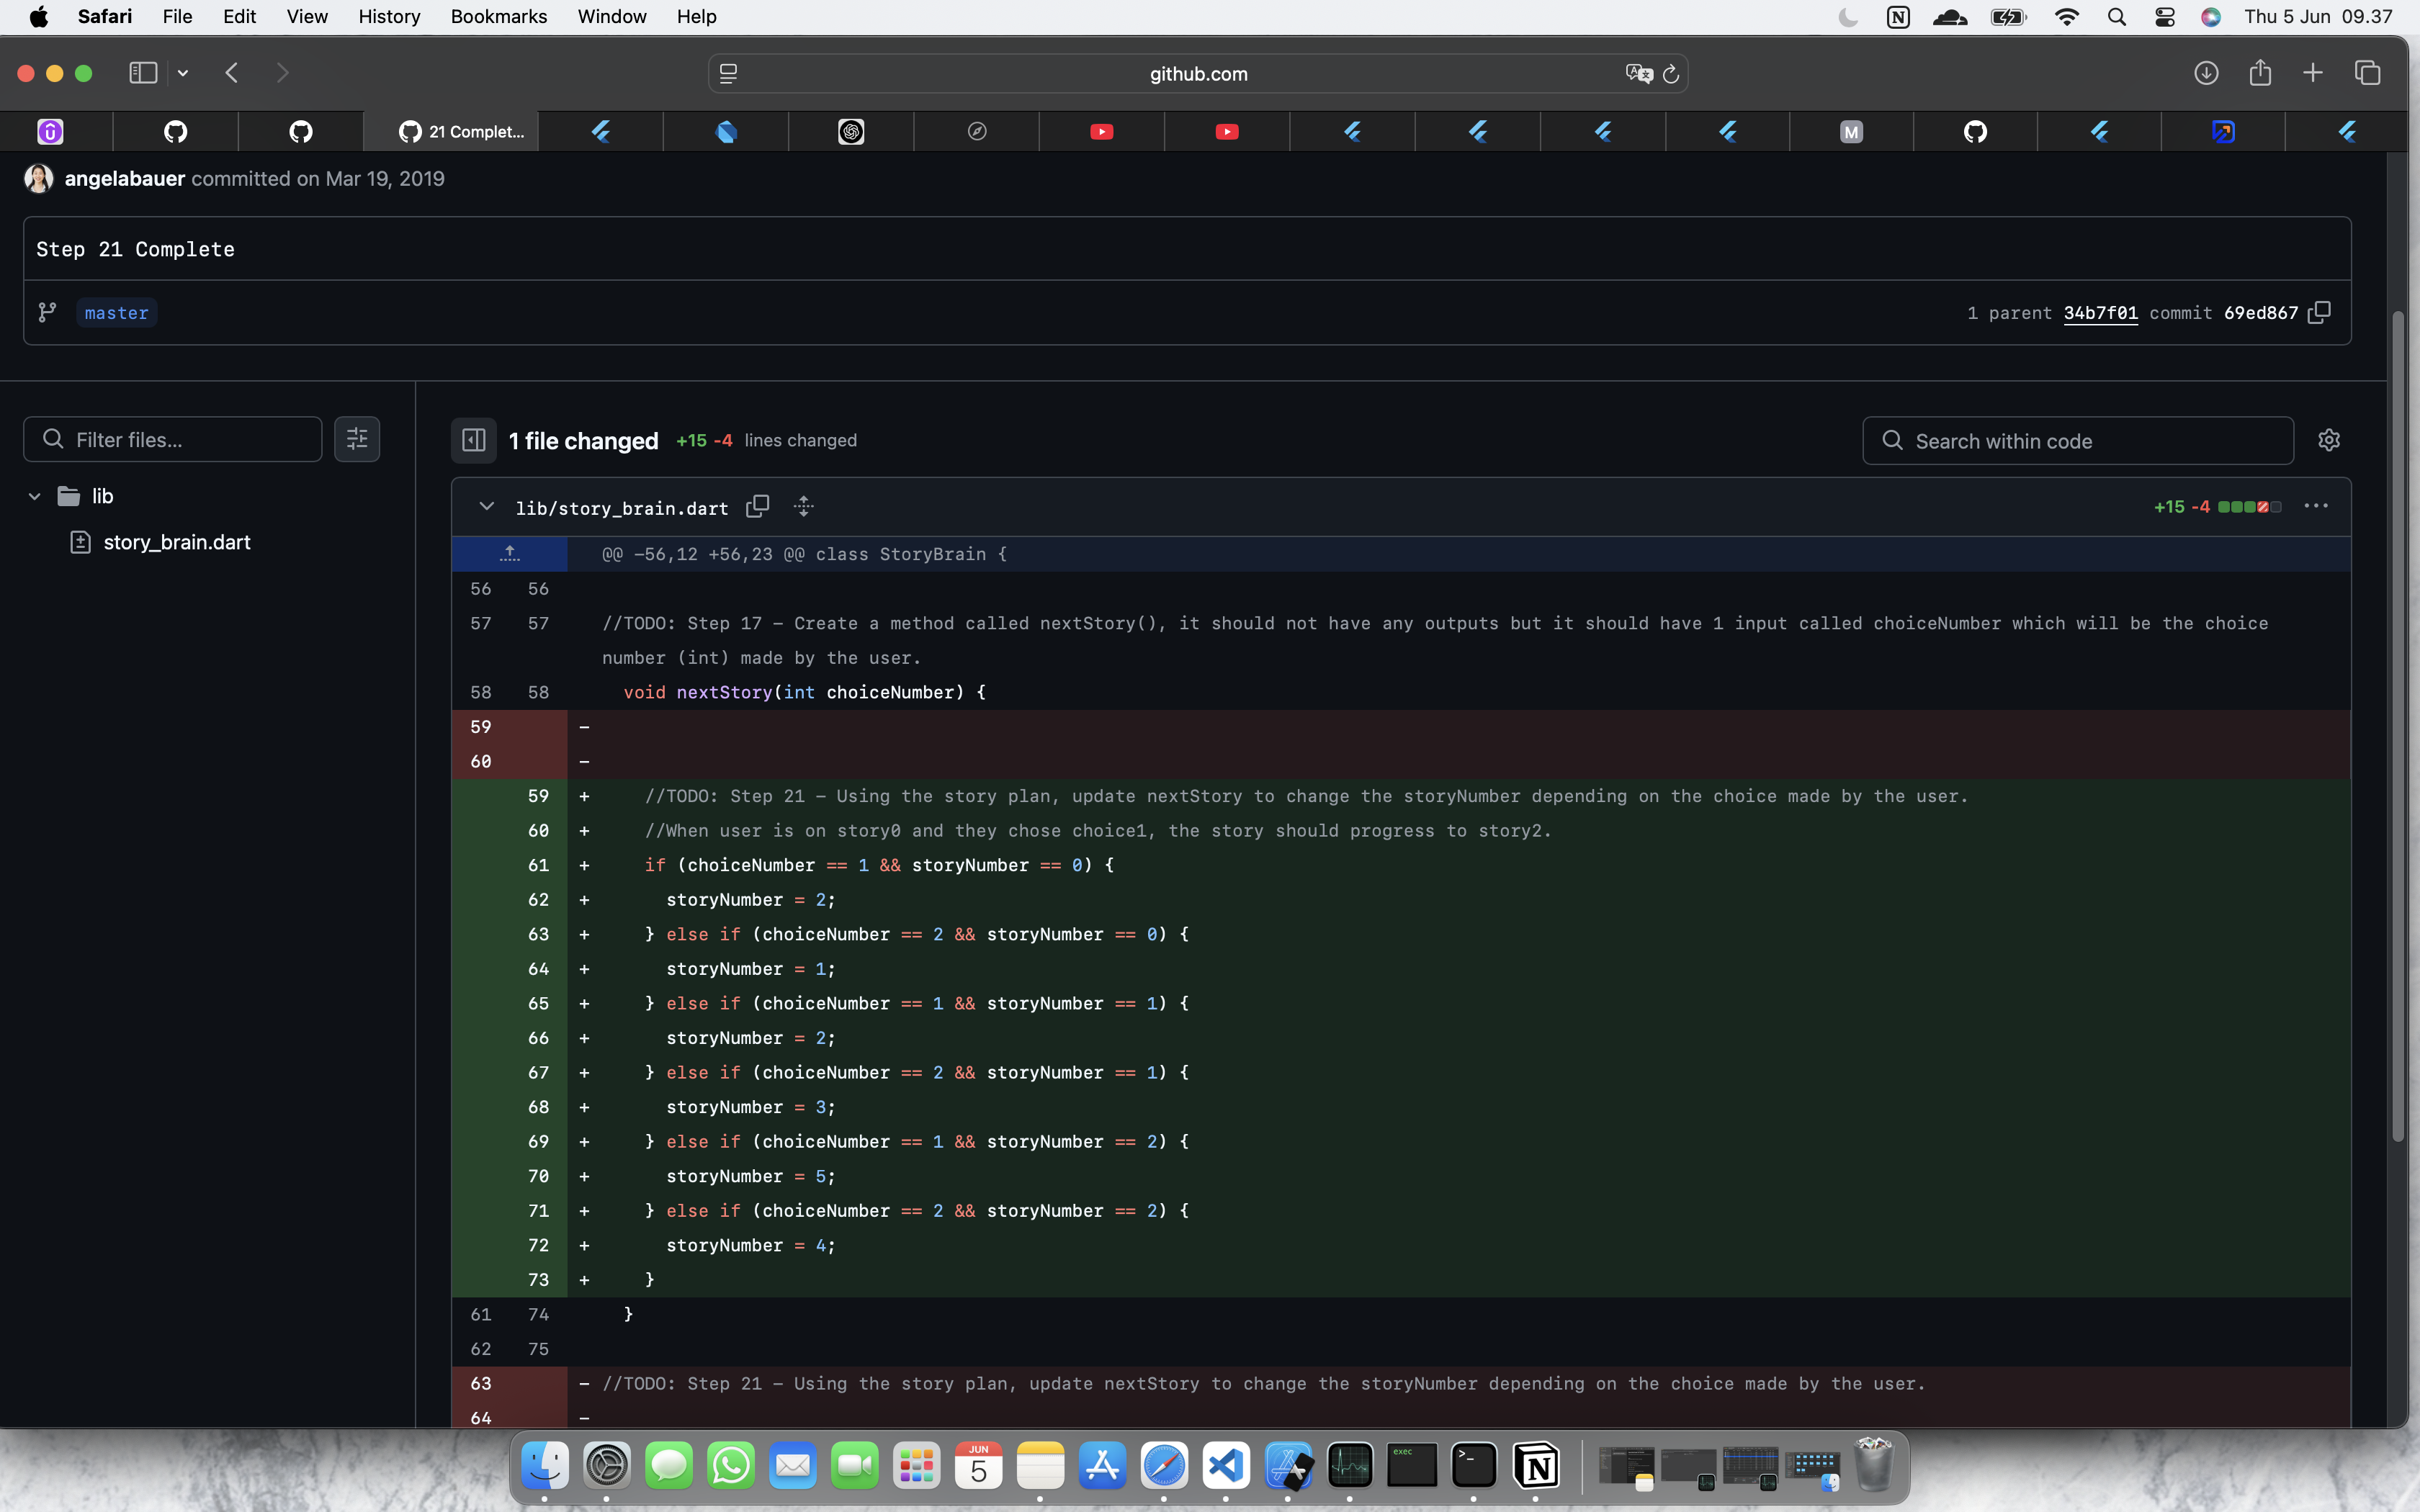 Safari File Edit View History Bookmarks Window Help Thu 5 Jun 09.37
github.com
21 Complet...
M
angelabauer committed on Mar 19, 2019
Step 21 Complete
master 1 parent 34b7f01 commit 69ed867
Filter files...
1 file changed +15 -4 lines changed
Search within code
lib
story_brain.dart
lib/story_brain.dart +15 -4
@@ -56,12 +56,23 @@ class StoryBrain {
56 56
57 57 //TODO: Step 17 - Create a method called nextStory(), it should not have any outputs but it should have 1 input called choiceNumber which will be the choice
number (int) made by the user.
58 58 void nextStory(int choiceNumber) {
59 -
60 -
59 + //TODO: Step 21 - Using the story plan, update nextStory to change the storyNumber depending on the choice made by the user.
60 + //When user is on story0 and they chose choice1, the story should progress to story2.
61 + if (choiceNumber == 1 && storyNumber == 0) {
62 + storyNumber = 2;
63 + } else if (choiceNumber == 2 && storyNumber == 0) {
64 + storyNumber = 1;
65 + } else if (choiceNumber == 1 && storyNumber == 1) {
66 + storyNumber = 2;
67 + } else if (choiceNumber == 2 && storyNumber == 1) {
68 + storyNumber = 3;
69 + } else if (choiceNumber == 1 && storyNumber == 2) {
70 + storyNumber = 5;
71 + } else if (choiceNumber == 2 && storyNumber == 2) {
72 + storyNumber = 4;
73 + }
61 74 }
62 75
63 - //TODO: Step 21 - Using the story plan, update nextStory to change the storyNumber depending on the choice made by the user.
64 -
JUN
5
exec